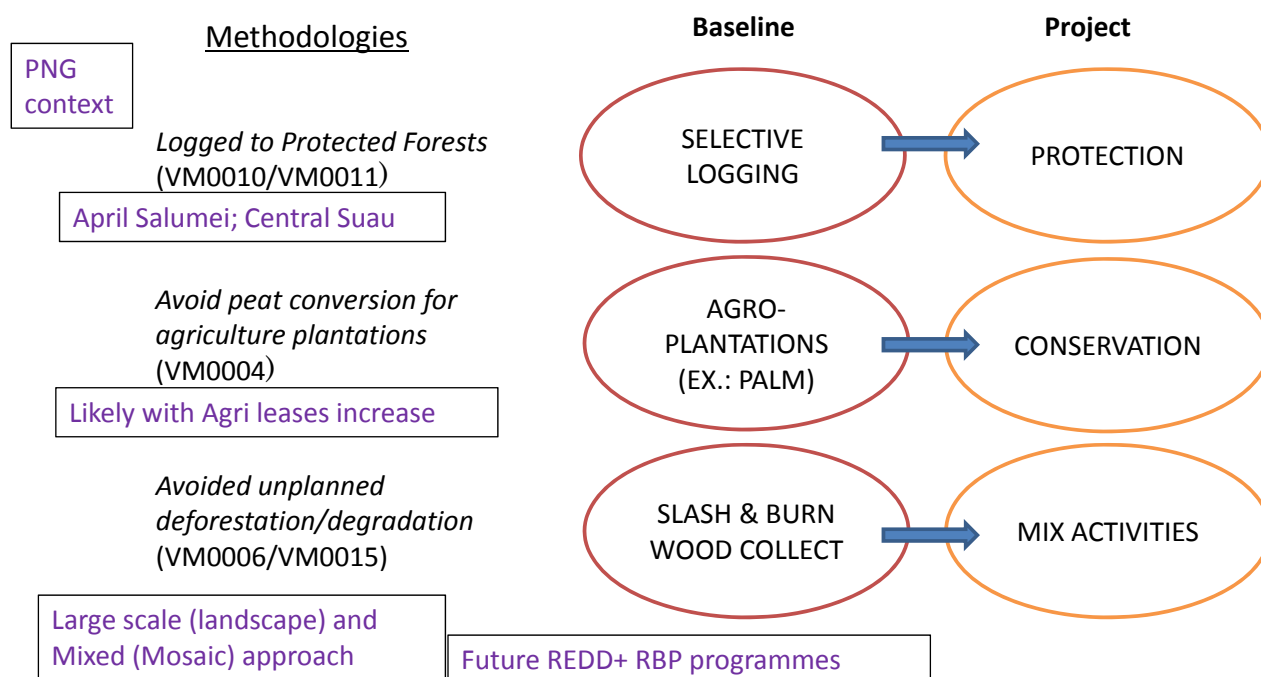 Methodologies
Baseline
Project
PNG
context
Logged to Protected Forests
(VM0010/VM0011)
April Salumei; Central Suau
SELECTIVE
LOGGING
PROTECTION
Avoid peat conversion for
agriculture plantations
(VM0004)
Likely with Agri leases increase
AGRO-
PLANTATIONS
(EX.: PALM)
CONSERVATION
Avoided unplanned
deforestation/degradation
(VM0006/VM0015)
SLASH & BURN
WOOD COLLECT
MIX ACTIVITIES
Large scale (landscape) and
Mixed (Mosaic) approach
Future REDD+ RBP programmes